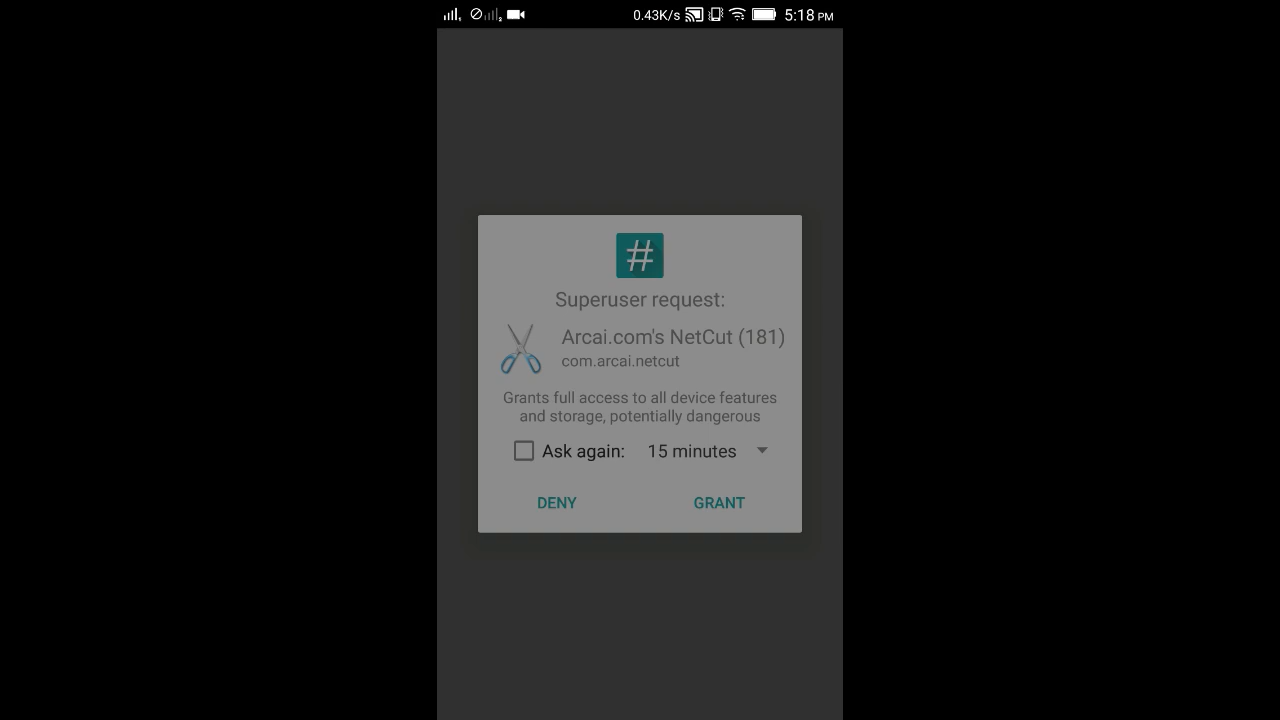 0.43K/s 5:18 PM
#
Superuser request:
Arcai.com's NetCut (181)
com.arcai.netcut
Grants full access to all device features
and storage, potentially dangerous
Ask again: 15 minutes
DENY GRANT